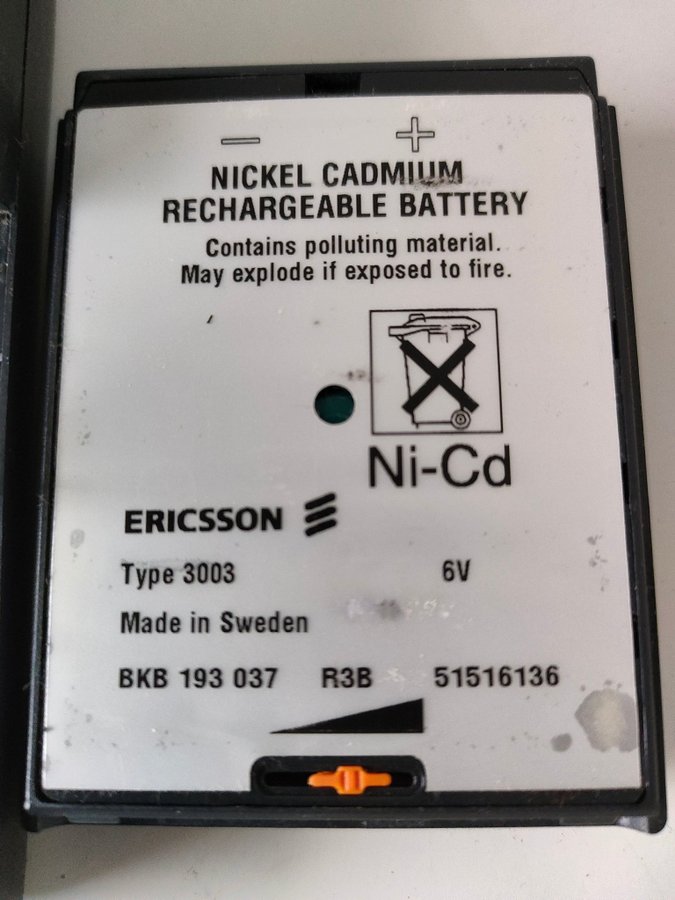 — +
NICKEL CADMIUM
RECHARGEABLE BATTERY
Contains polluting material.
May explode if exposed to fire.
Ni-Cd
ERICSSON
Type 3003 6V
Made in Sweden
BKB 193 037 R3B 51516136